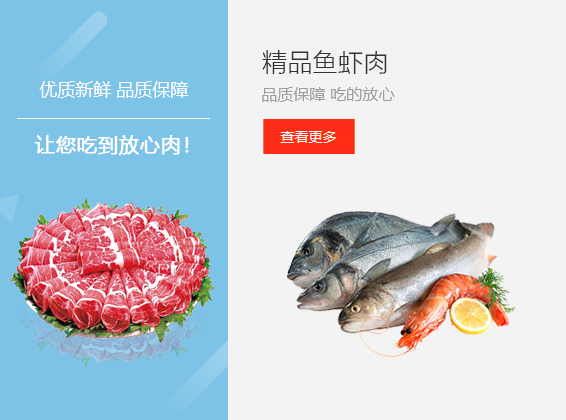 优质新鲜 品质保障
让您吃到放心肉！
精品鱼虾肉
品质保障 吃的放心
查看更多